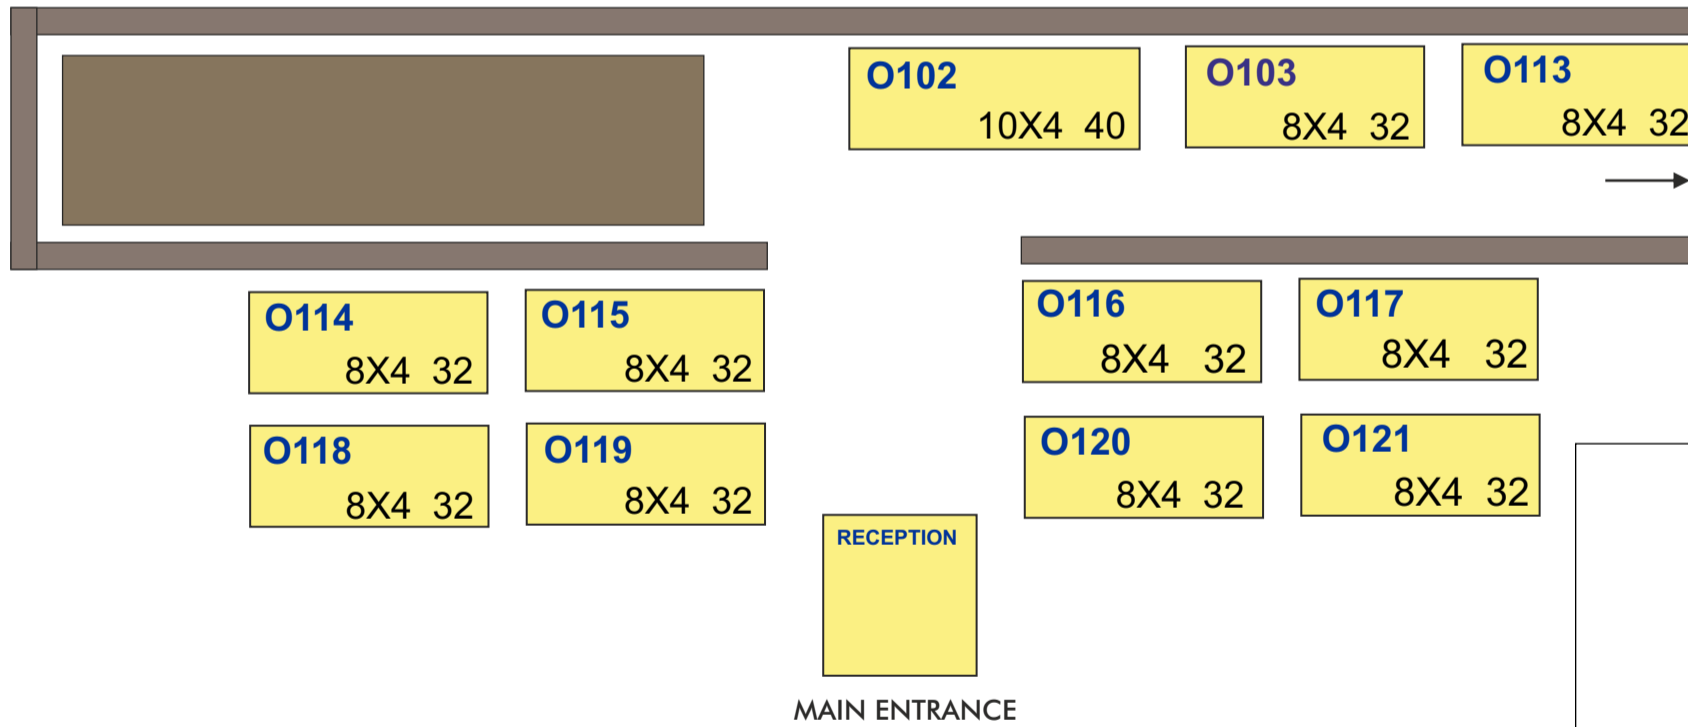 O102
10X4 40
O103
8X4 32
O113
8X4 32
O114
8X4 32
O115
8X4 32
O116
8X4 32
O117
8X4 32
O118
8X4 32
O119
8X4 32
O120
8X4 32
O121
8X4 32
RECEPTION
MAIN ENTRANCE